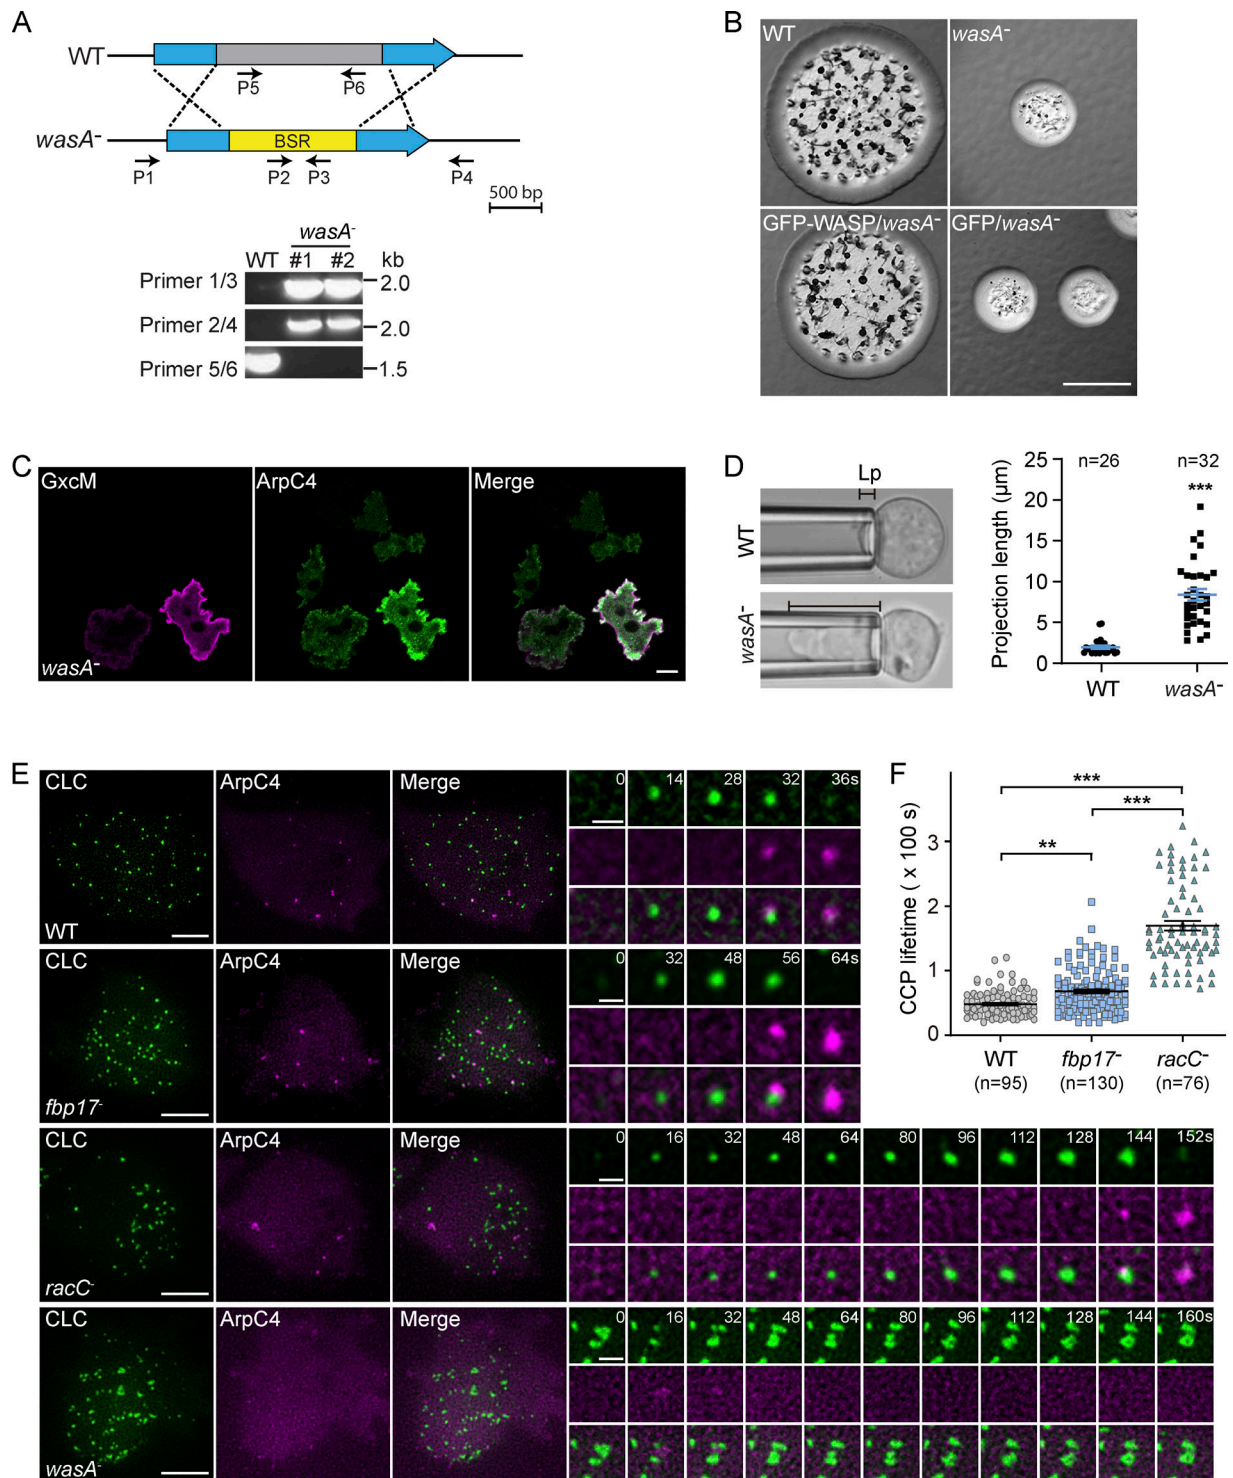 A
WT
P5 P6
wasA-
BSR
P1 P2 P3 P4
500 bp
wasA-
WT #1 #2 kb
Primer 1/3 2.0
Primer 2/4 2.0
Primer 5/6 1.5
B
WT wasA-
GFP-WASP/wasA- GFP/wasA-
C
GxcM ArpC4 Merge
wasA-
D
Lp
WT
wasA-
Projection length (µm)
25
20
15
10
5
0
n=26 n=32
***
WT wasA-
E
CLC ArpC4 Merge 0 14 28 32 36s
WT
CLC ArpC4 Merge 0 32 48 56 64s
fbp17-
CLC ArpC4 Merge 0 16 32 48 64 80 96 112 128 144 152s
racC-
CLC ArpC4 Merge 0 16 32 48 64 80 96 112 128 144 160s
wasA-
F
CCP lifetime ( x 100 s)
3
2
1
0
***
***
**
WT fbp17- racC-
(n=95) (n=130) (n=76)